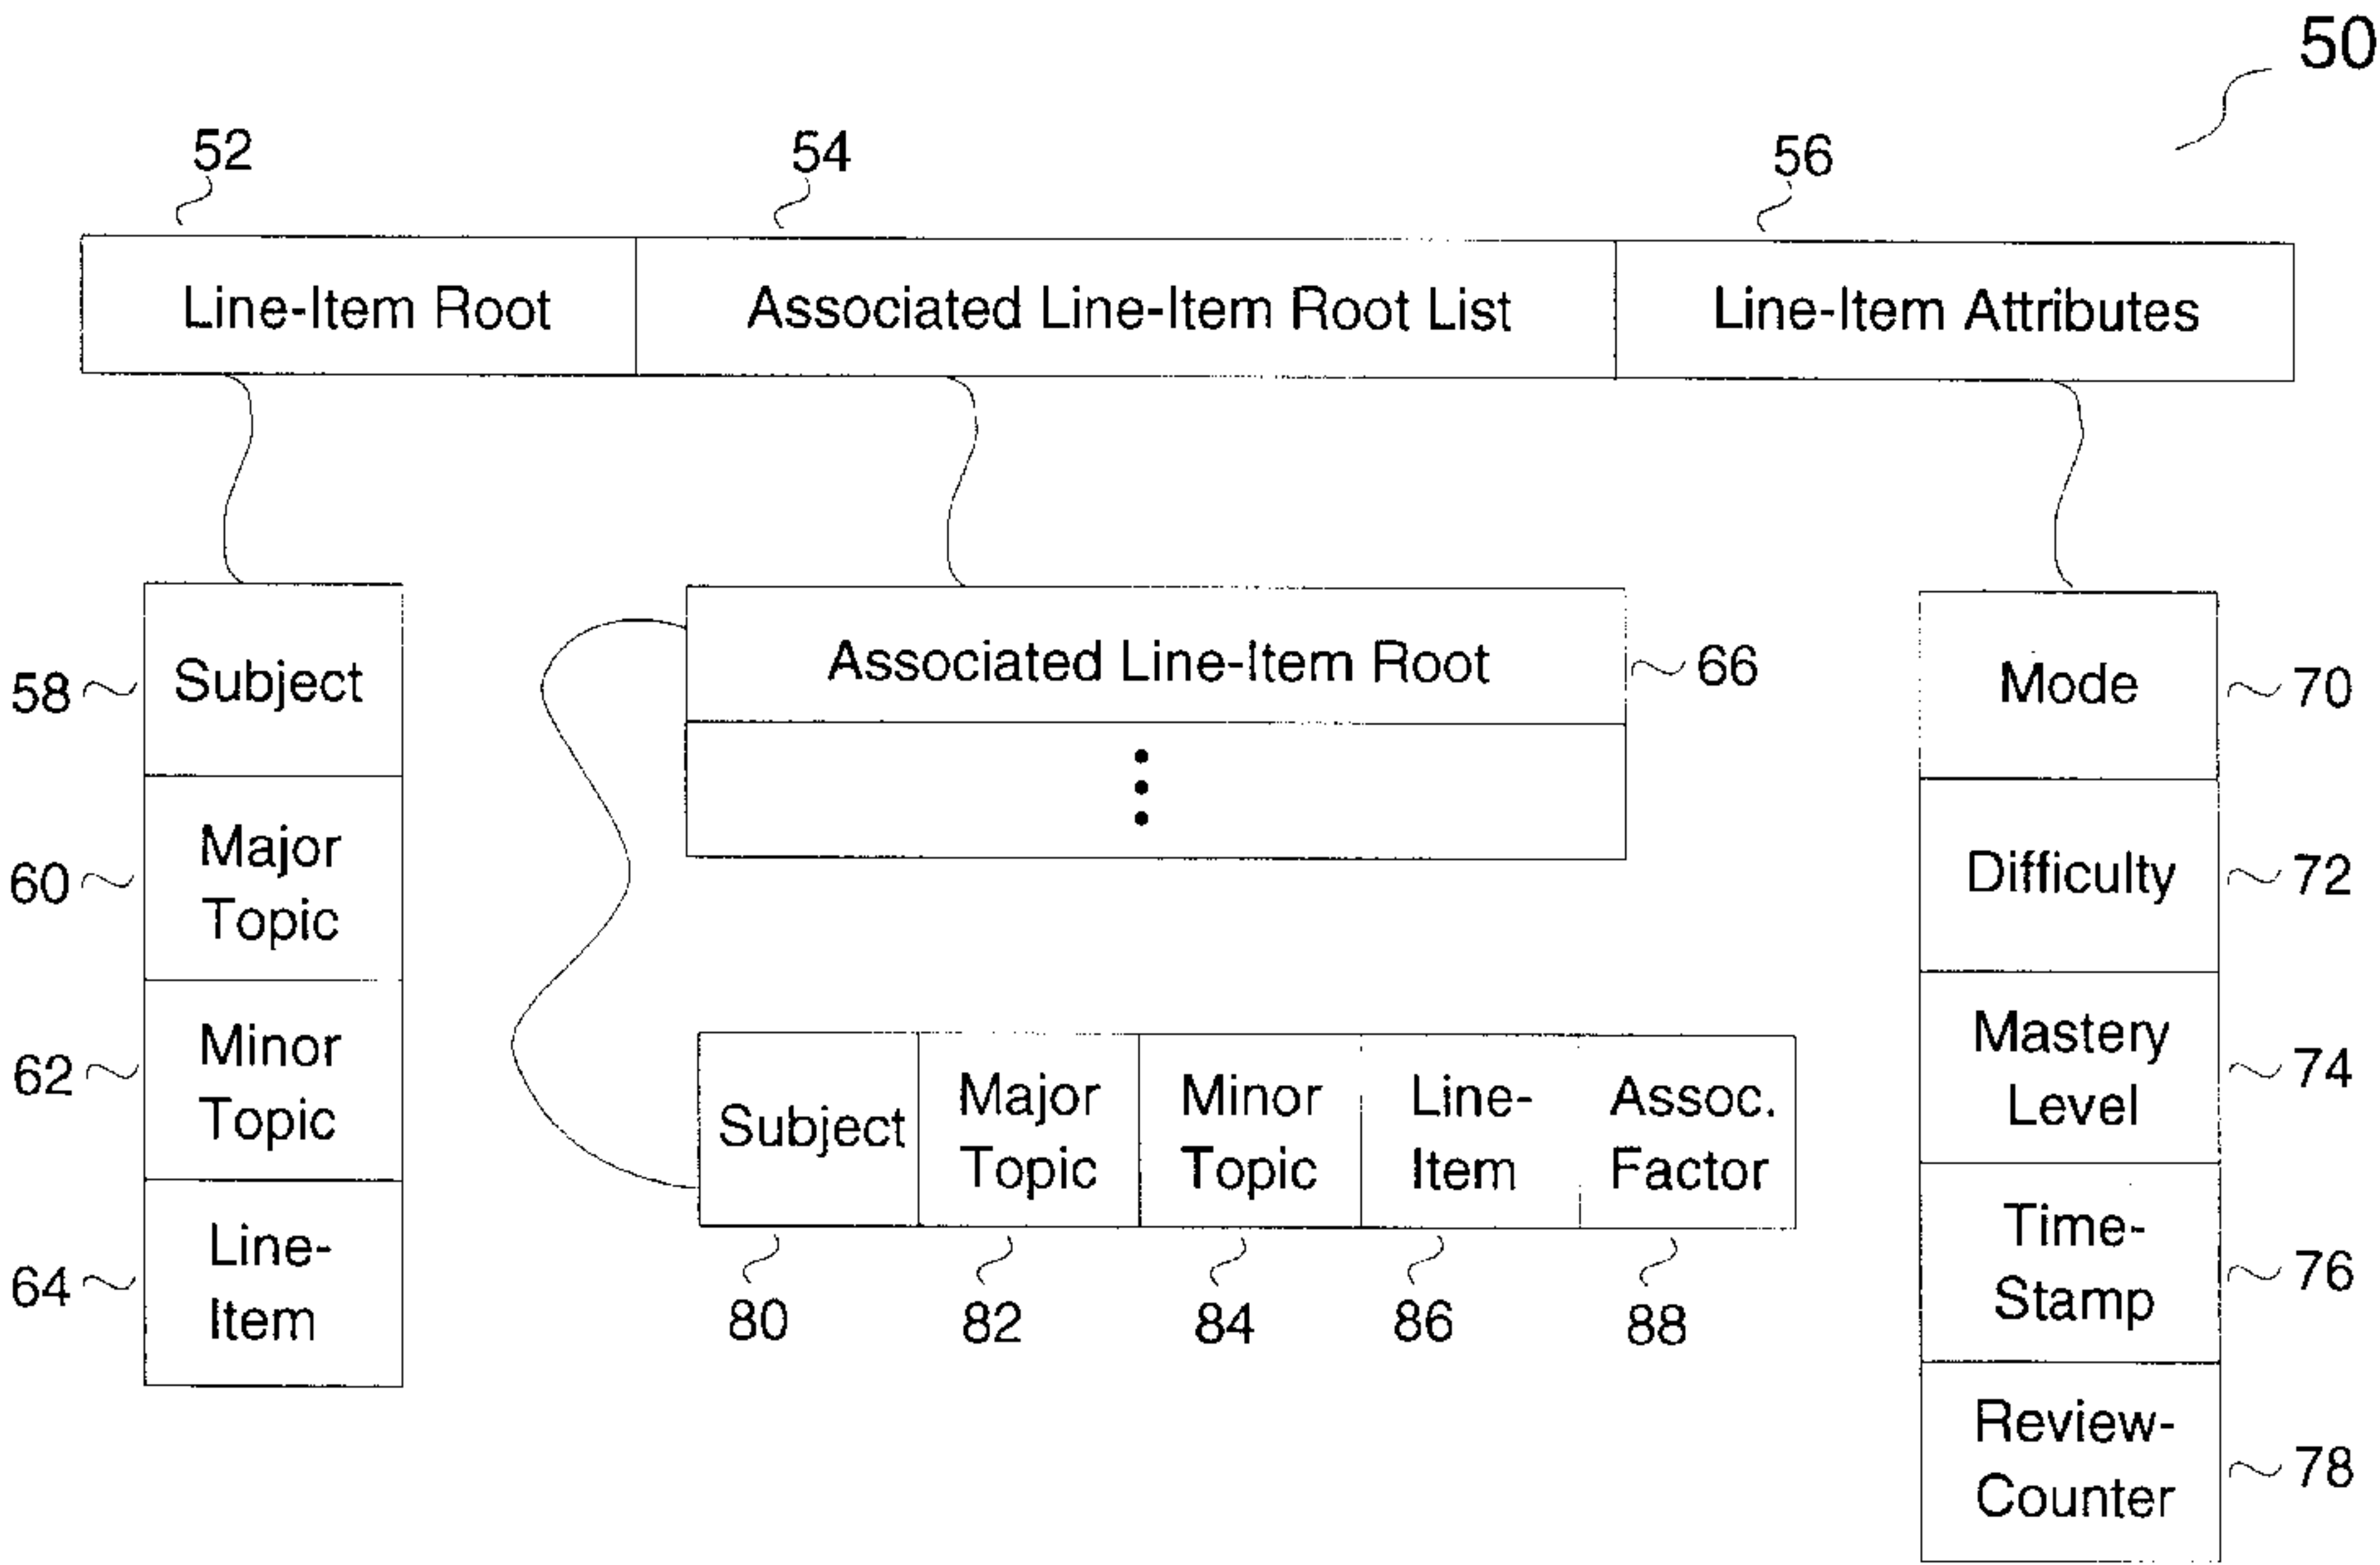 50
52
54
56
Line-Item Root
Associated Line-Item Root List
Line-Item Attributes
58
Subject
60
Major
Topic
62
Minor
Topic
64
Line-
Item
Associated Line-Item Root
66
Subject
Major
Topic
Minor
Topic
Line-
Item
Assoc.
Factor
80
82
84
86
88
Mode
70
Difficulty
72
Mastery
Level
74
Time-
Stamp
76
Review-
Counter
78